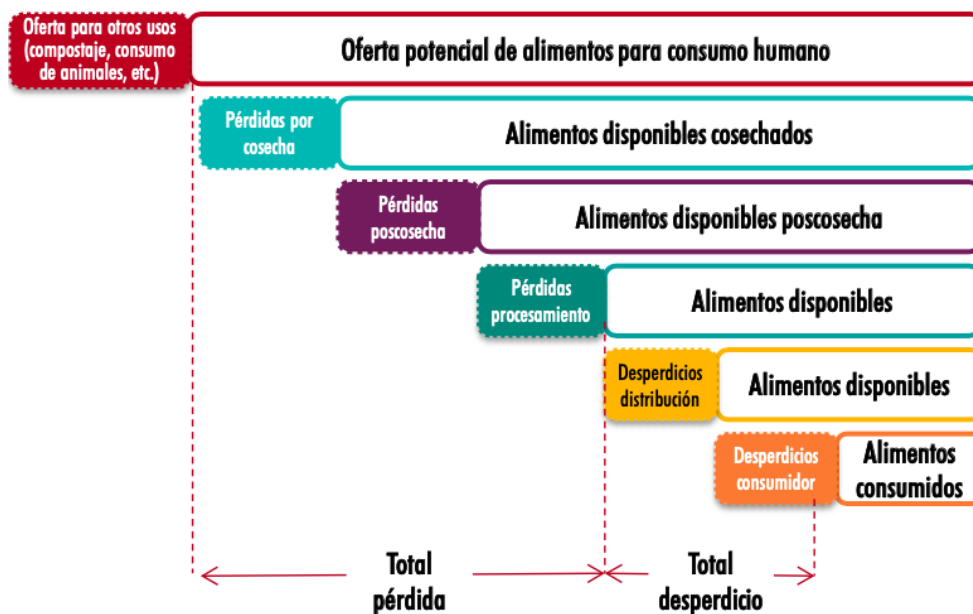 Oferta para otros usos
(compostaje, consumo
de animales, etc.)
Oferta potencial de alimentos para consumo humano
Pérdidas por
cosecha
Alimentos disponibles cosechados
Pérdidas
poscosecha
Alimentos disponibles poscosecha
Pérdidas
procesamiento
Alimentos disponibles
Desperdicios
distribución
Alimentos disponibles
Desperdicios
consumidor
Alimentos
consumidos
Total
pérdida
Total
desperdicio